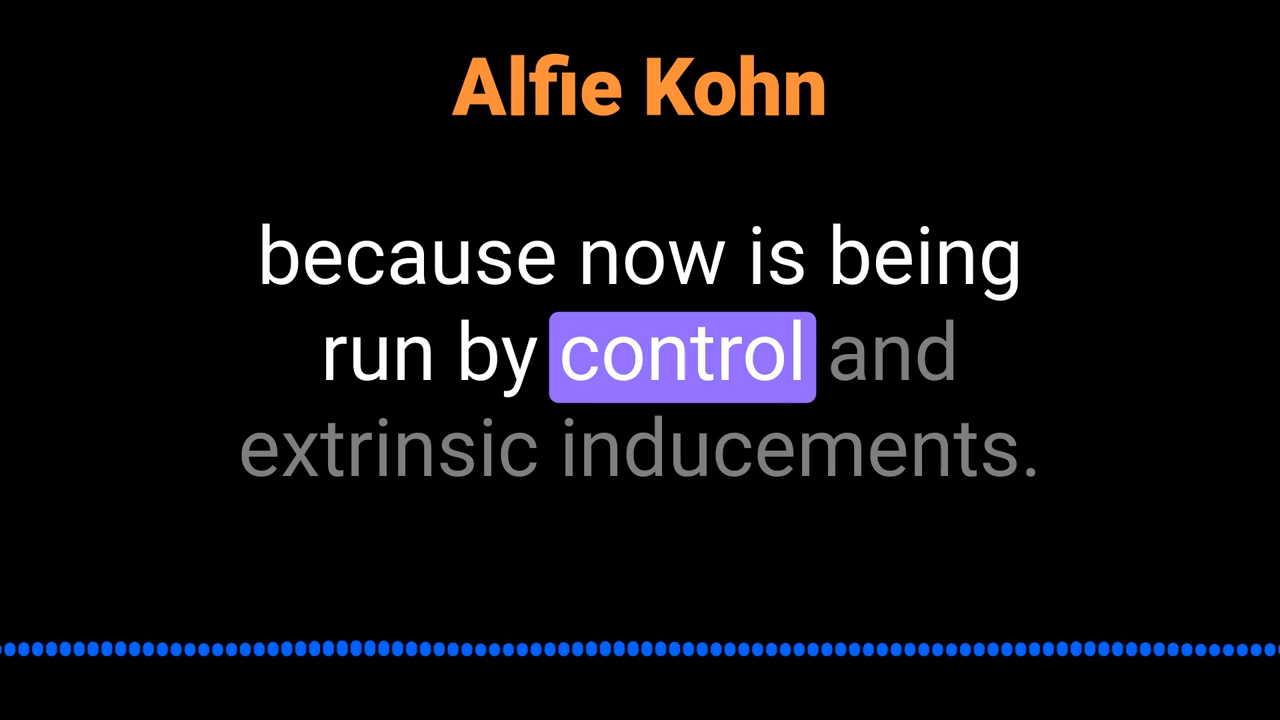 Alfie Kohn
because now is being
run by control and
extrinsic inducements.